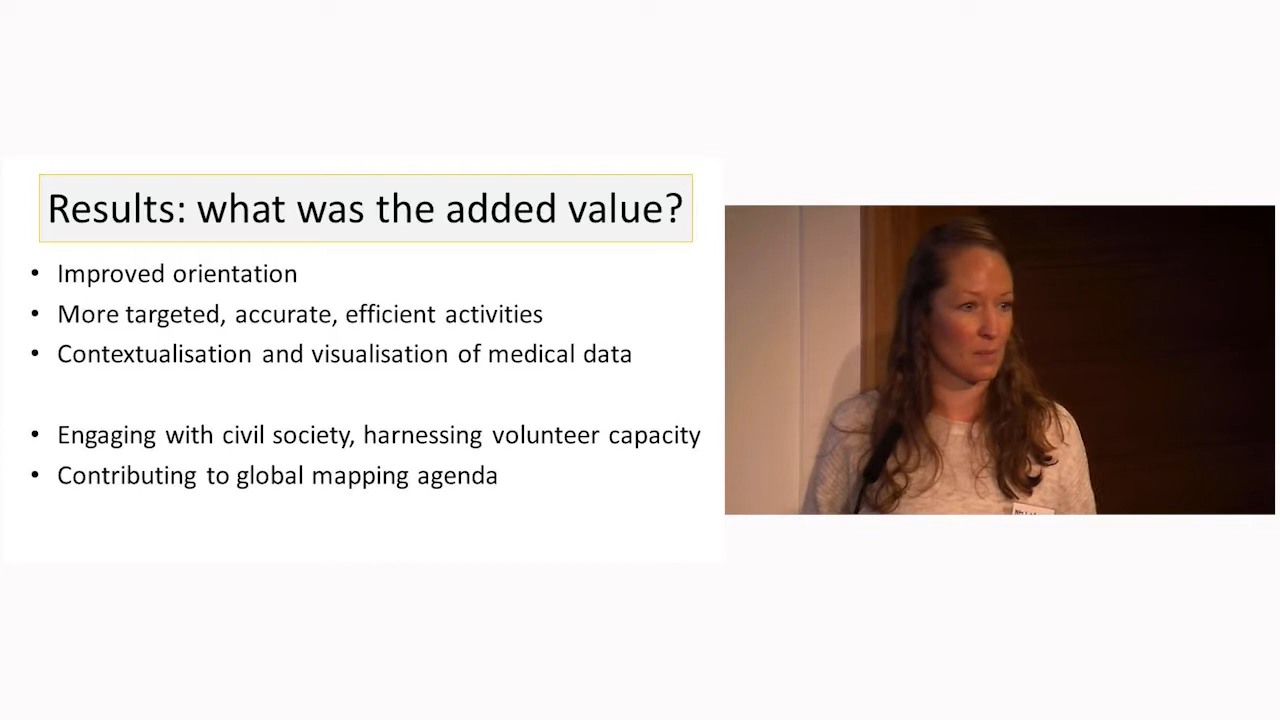 Results: what was the added value?
• Improved orientation
• More targeted, accurate, efficient activities
• Contextualisation and visualisation of medical data
• Engaging with civil society, harnessing volunteer capacity
• Contributing to global mapping agenda